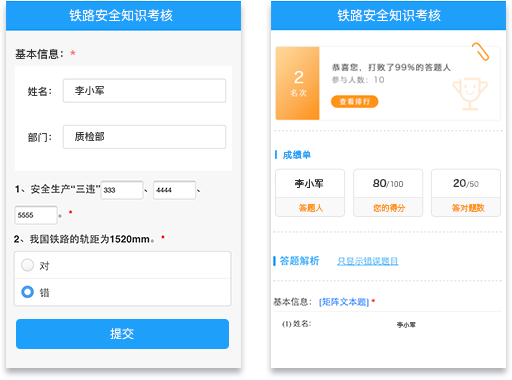 铁路安全知识考核
基本信息： *
姓名： 李小军
部门： 质检部
1、安全生产“三违” 333 、 4444 、
5555 。*
2、我国铁路的轨距为1520mm。*
对
错
提交
铁路安全知识考核
2
名次
恭喜您，打败了99%的答题人
参与人数：10
查看排行
成绩单
李小军
答题人
80/100
您的得分
20/50
答对题数
答题解析 只显示错误题目
基本信息： [矩阵文本题] *
(1) 姓名： 李小军